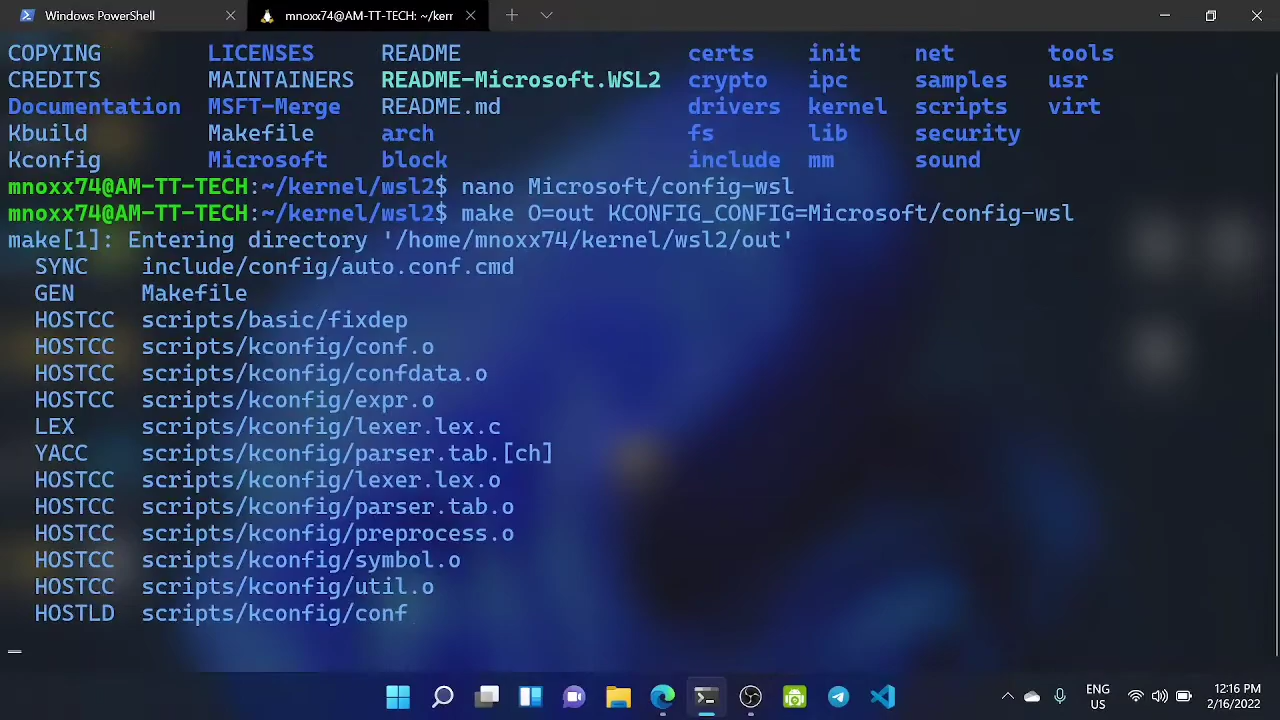 Windows PowerShell
mnoxx74@AM-TT-TECH: ~/kerr
COPYING LICENSES README certs init net tools
CREDITS MAINTAINERS README-Microsoft.WSL2 crypto ipc samples usr
Documentation MSFT-Merge README.md drivers kernel scripts virt
Kbuild Makefile arch fs lib security
Kconfig Microsoft block include mm sound
mnoxx74@AM-TT-TECH:~/kernel/wsl2$ nano Microsoft/config-wsl
mnoxx74@AM-TT-TECH:~/kernel/wsl2$ make O=out KCONFIG_CONFIG=Microsoft/config-wsl
make[1]: Entering directory '/home/mnoxx74/kernel/wsl2/out'
SYNC include/config/auto.conf.cmd
GEN Makefile
HOSTCC scripts/basic/fixdep
HOSTCC scripts/kconfig/conf.o
HOSTCC scripts/kconfig/confdata.o
HOSTCC scripts/kconfig/expr.o
LEX scripts/kconfig/lexer.lex.c
YACC scripts/kconfig/parser.tab.[ch]
HOSTCC scripts/kconfig/lexer.lex.o
HOSTCC scripts/kconfig/parser.tab.o
HOSTCC scripts/kconfig/preprocess.o
HOSTCC scripts/kconfig/symbol.o
HOSTCC scripts/kconfig/util.o
HOSTLD scripts/kconfig/conf
ENG
US
12:16 PM
2/16/2022